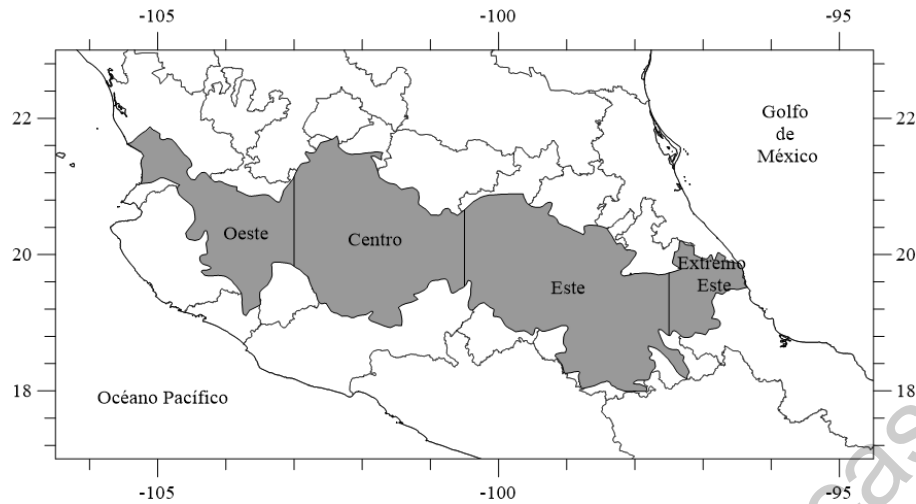 -105 -100 -95
22
Golfo
de
México
Oeste
Centro
20
Extremo
Este
Este
18
Océano Pacífico
-105 -100 -95
22
20
18
cas